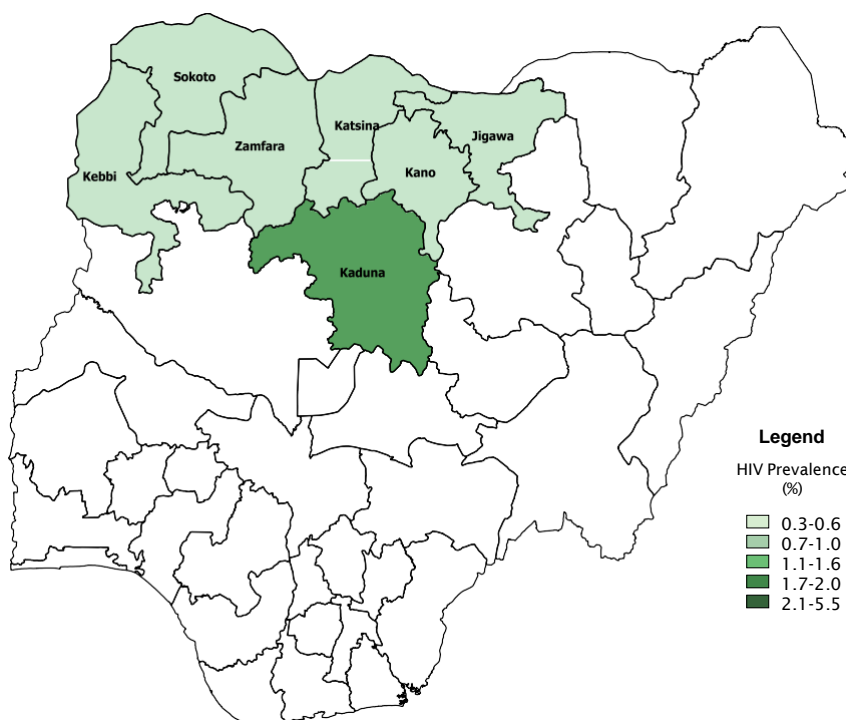 Sokoto
Katsina
Jigawa
Zamfara
Kano
Kebbi
Kaduna
Legend
HIV Prevalence
(%)
0.3-0.6
0.7-1.0
1.1-1.6
1.7-2.0
2.1-5.5